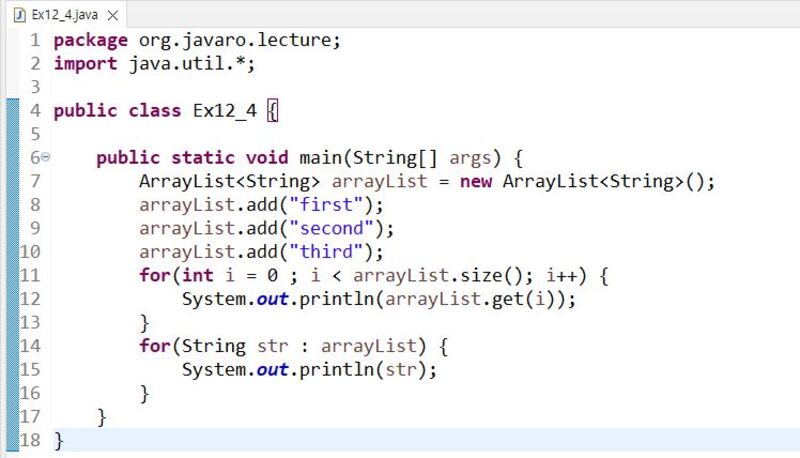 Ex12_4.java
1 package org.javaro.lecture;
2 import java.util.*;
3
4 public class Ex12_4 {
5
6     public static void main(String[] args) {
7         ArrayList<String> arrayList = new ArrayList<String>();
8         arrayList.add("first");
9         arrayList.add("second");
10         arrayList.add("third");
11         for(int i = 0 ; i < arrayList.size(); i++) {
12             System.out.println(arrayList.get(i));
13         }
14         for(String str : arrayList) {
15             System.out.println(str);
16         }
17     }
18 }